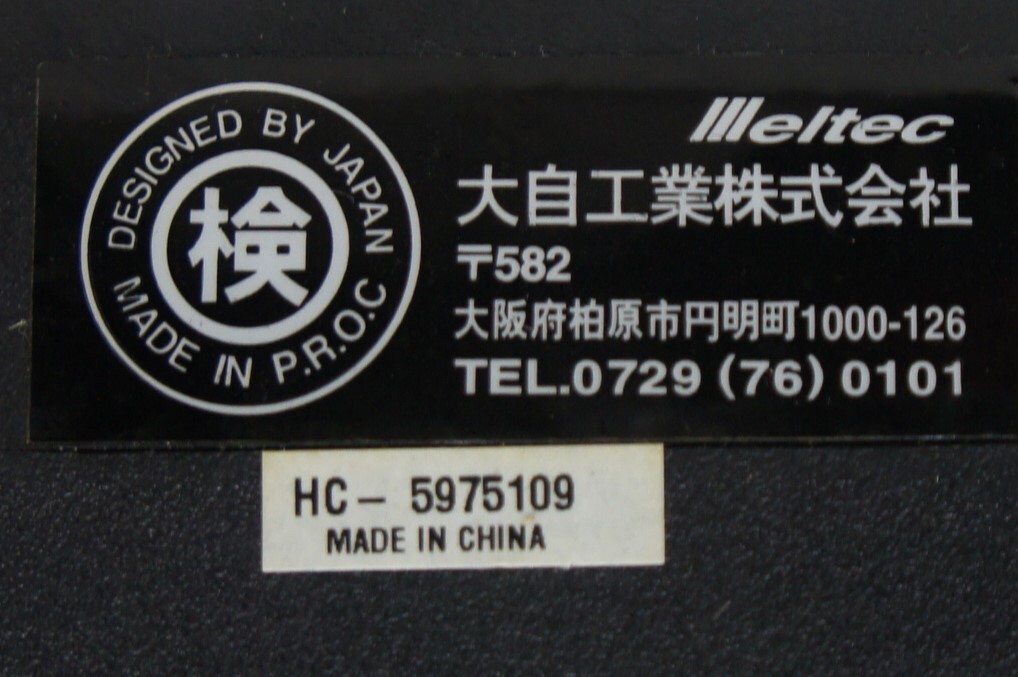 DESIGNED BY JAPAN
検
MADE IN P.R.O.C
Meltec
大自工業株式会社
〒582
大阪府柏原市円明町1000-126
TEL.0729 (76) 0101
HC - 5975109
MADE IN CHINA